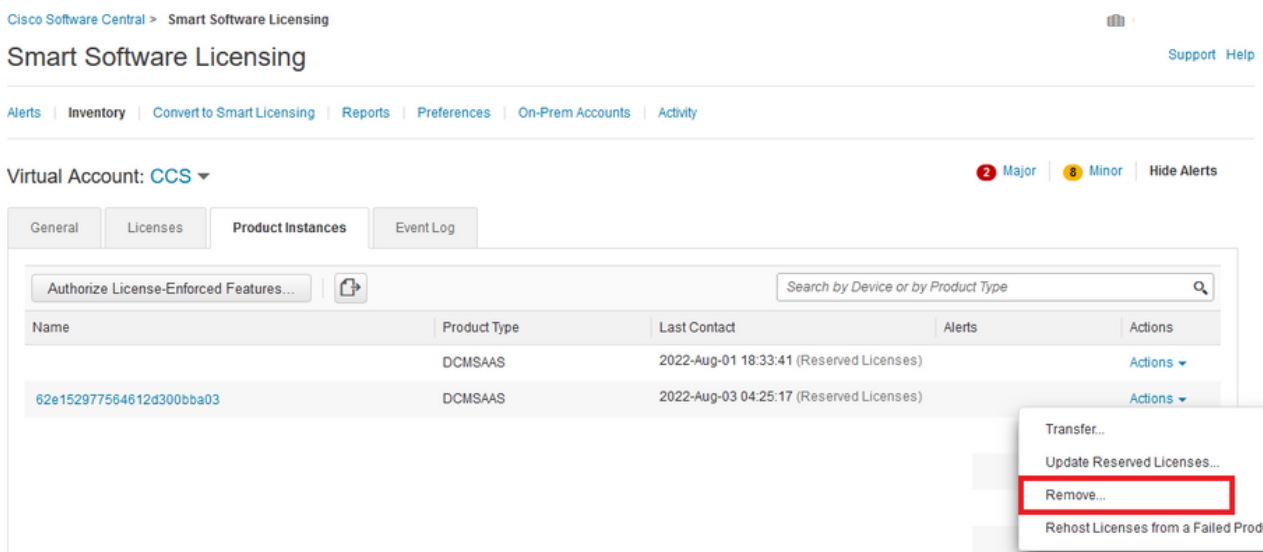 Cisco Software Central > Smart Software Licensing
Smart Software Licensing
Support Help
Alerts | Inventory | Convert to Smart Licensing | Reports | Preferences | On-Prem Accounts | Activity
Virtual Account: CCS
2 Major | 8 Minor | Hide Alerts
General Licenses Product Instances Event Log
Authorize License-Enforced Features...
Search by Device or by Product Type
Name Product Type Last Contact Alerts Actions
DCMSAAS 2022-Aug-01 18:33:41 (Reserved Licenses) Actions
62e152977564612d300bba03 DCMSAAS 2022-Aug-03 04:25:17 (Reserved Licenses) Actions
Transfer...
Update Reserved Licenses...
Remove...
Rehost Licenses from a Failed Prod